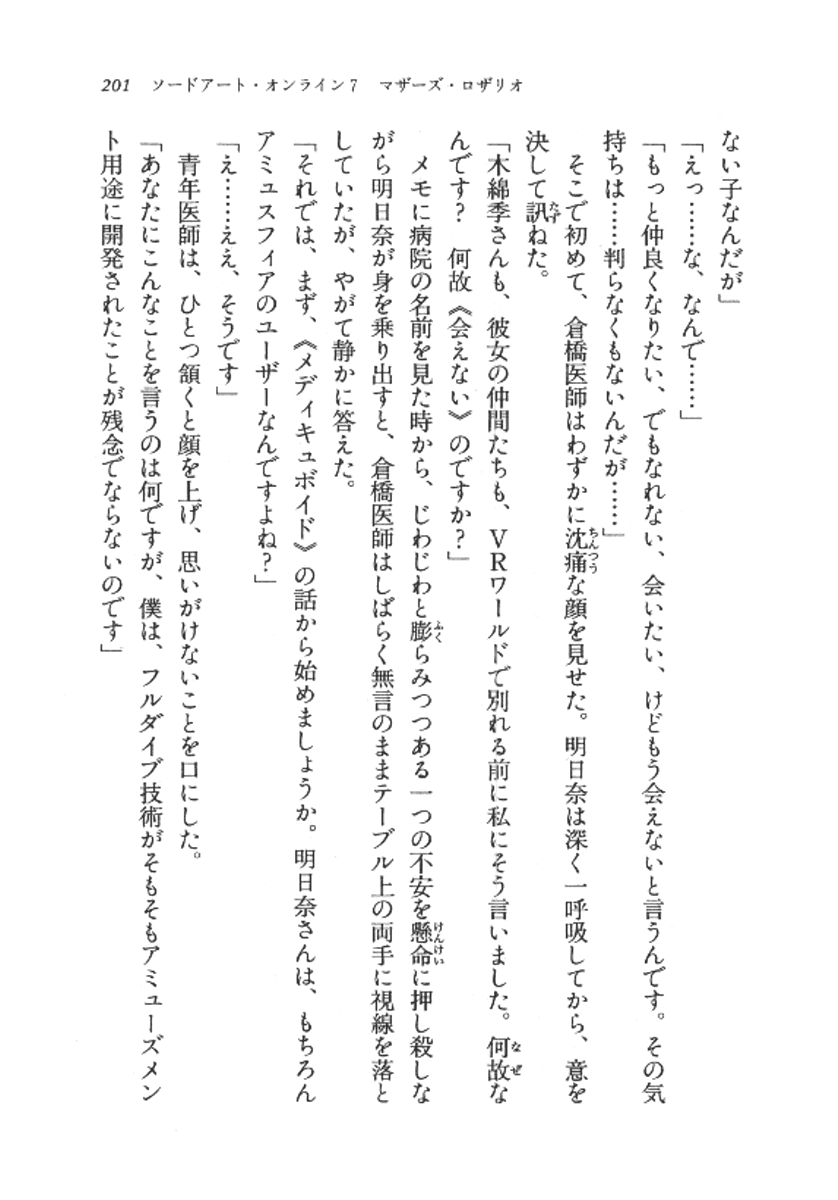 201　ソードアート・オンライン7　マザーズ・ロザリオ
ない子なんだが」
「えっ……な、なんで……」
「もっと仲良くなりたい、でもなれない、会いたい、けどもう会えないと言うんです。その気
持ちは……判らなくもないんだが……」
　そこで初めて、倉橋医師はわずかに沈痛な顔を見せた。明日奈は深く一呼吸してから、意を
決して訊ねた。
「木綿季さんも、彼女の仲間たちも、ＶＲワールドで別れる前に私にそう言いました。何故な
んです？　何故《会えない》のですか？」
　メモに病院の名前を見た時から、じわじわと膨らみつつある一つの不安を懸命に押し殺しな
がら明日奈が身を乗り出すと、倉橋医師はしばらく無言のままテーブル上の両手に視線を落と
していたが、やがて静かに答えた。
「それでは、まず、《メディキュボイド》の話から始めましょうか。明日奈さんは、もちろん
アミュスフィアのユーザーなんですよね？」
「え……ええ、そうです」
　青年医師は、ひとつ頷くと顔を上げ、思いがけないことを口にした。
「あなたにこんなことを言うのは何ですが、僕は、フルダイブ技術がそもそもアミューズメン
ト用途に開発されたことが残念でならないのです」